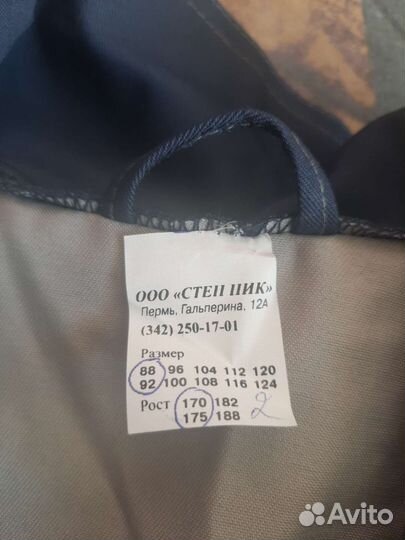 ООО «СТЕП ПИК»
Пермь, Гальперина, 12А
(342) 250-17-01
Размер
88 96 104 112 120
92 100 108 116 124
Рост 170 182
175 188 2
Avito